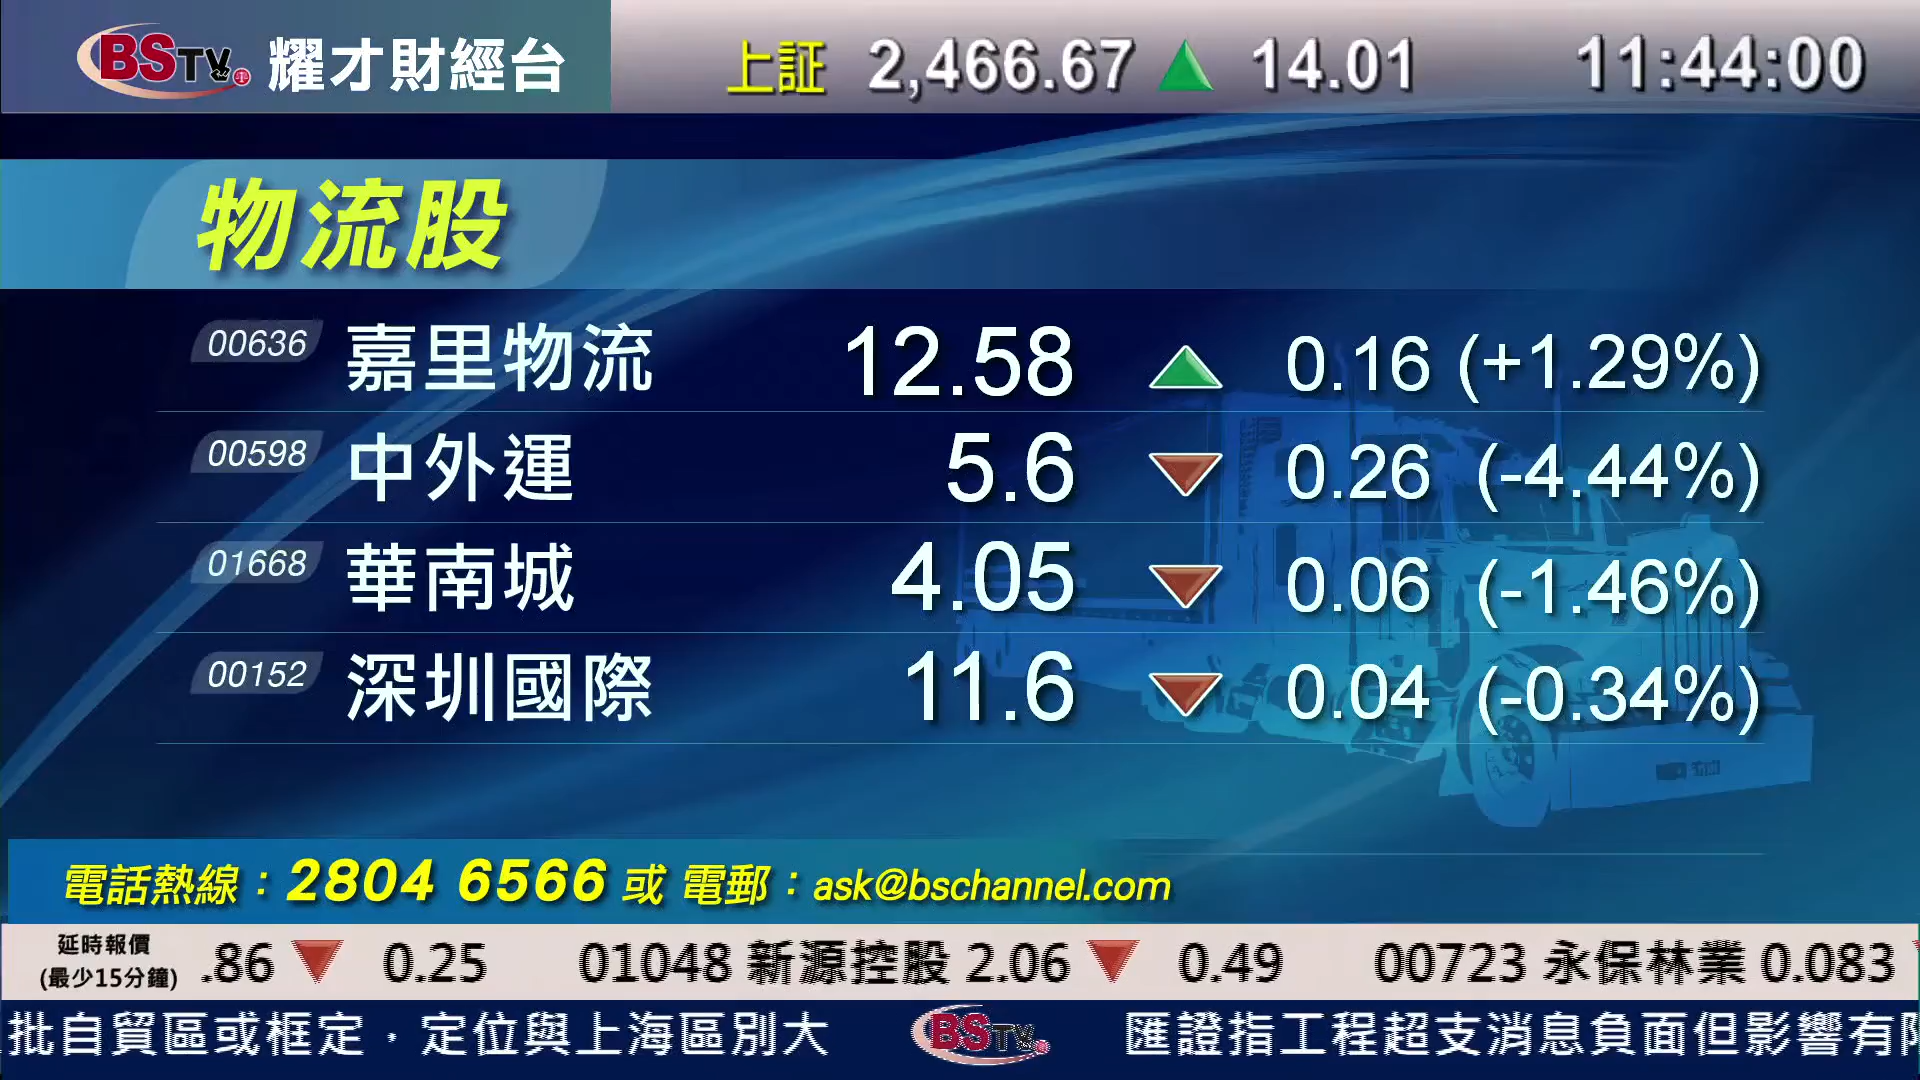 BSTV 耀才財經台
上証 2,466.67 ▲ 14.01 11:44:00
物流股
00636 嘉里物流 12.58 ▲ 0.16 (+1.29%)
00598 中外運 5.6 ▼ 0.26 (-4.44%)
01668 華南城 4.05 ▼ 0.06 (-1.46%)
00152 深圳國際 11.6 ▼ 0.04 (-0.34%)
電話熱線：2804 6566 或 電郵：ask@bschannel.com
延時報價
(最少15分鐘)
.86 ▼ 0.25 01048 新源控股 2.06 ▼ 0.49 00723 永保林業 0.083
批自貿區或框定，定位與上海區別大 BSTV 匯證指工程超支消息負面但影響有